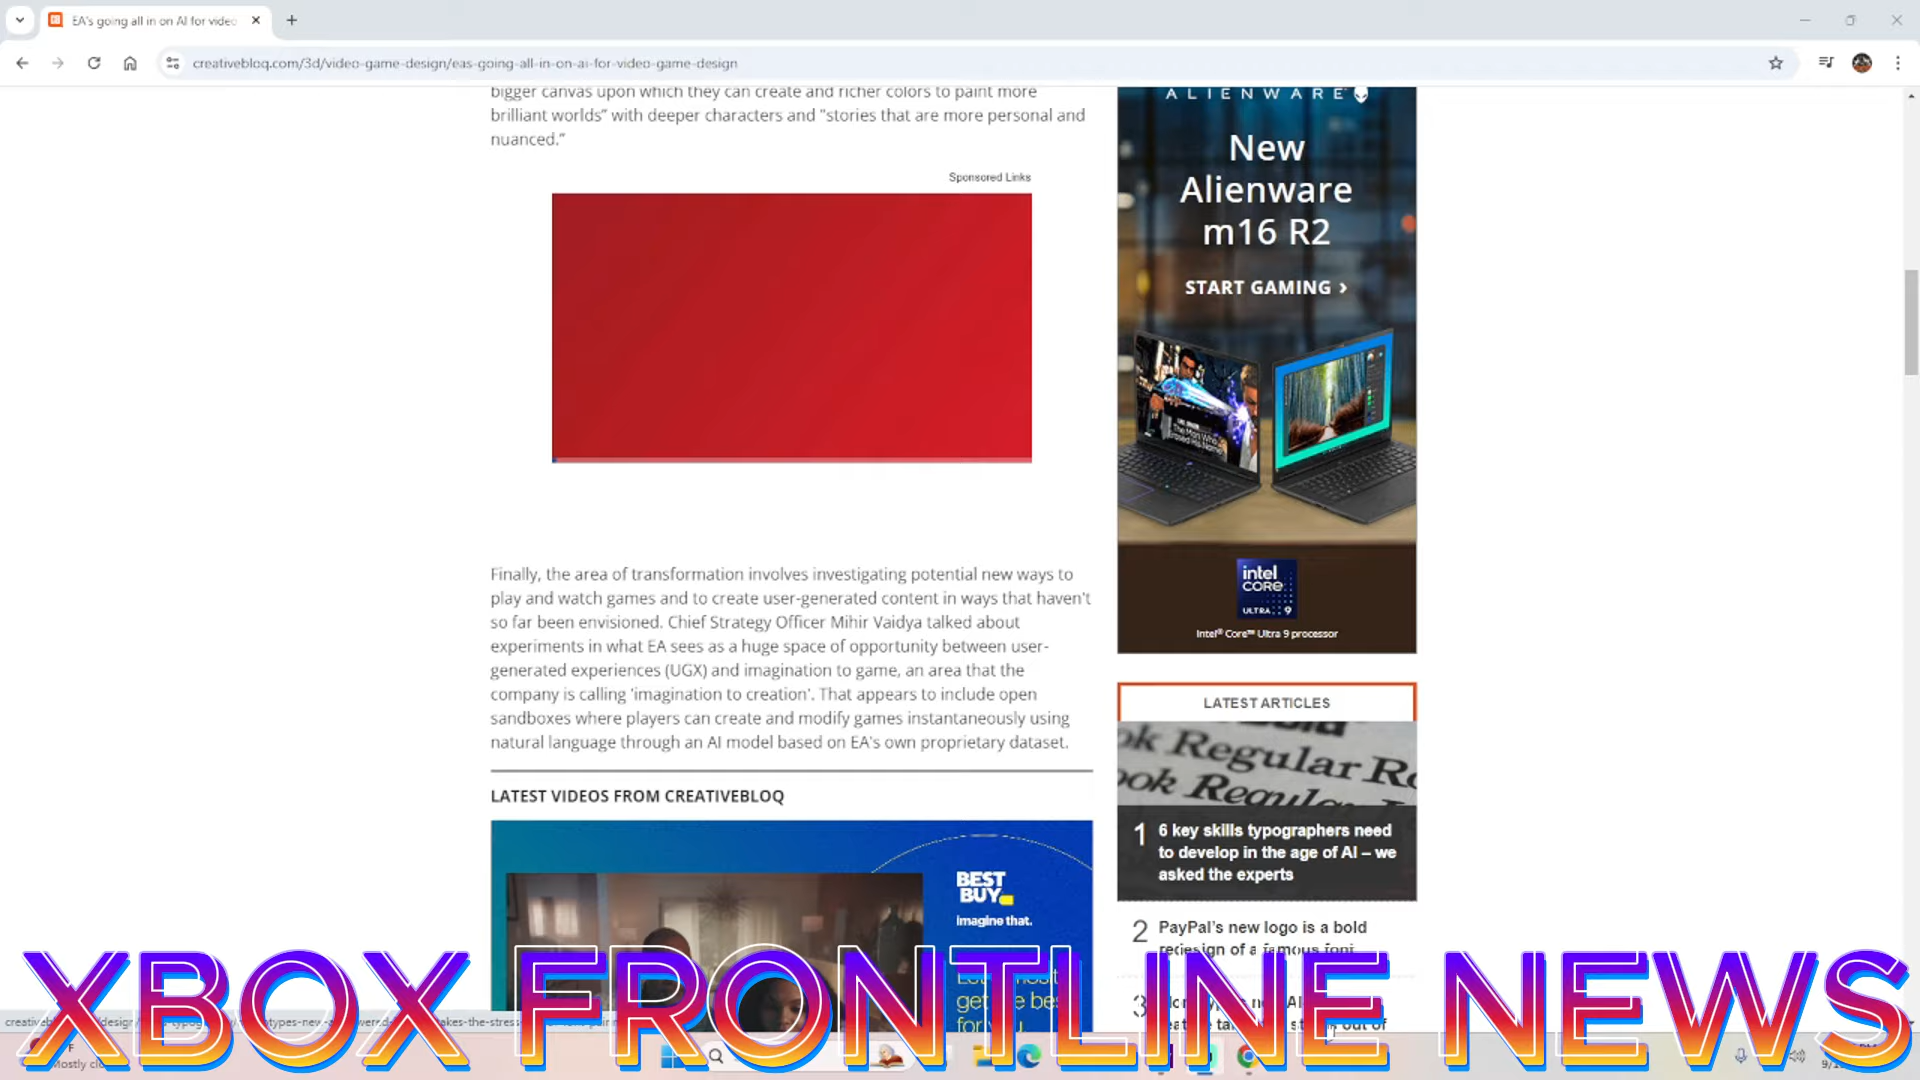 EA's going all in on AI for video
creativebloq.com/3d/video-game-design/eas-going-all-in-on-ai-for-video-game-design
bigger canvas upon which they can create and richer colors to paint more
brilliant worlds” with deeper characters and “stories that are more personal and
nuanced.”
Sponsored Links
Finally, the area of transformation involves investigating potential new ways to
play and watch games and to create user-generated content in ways that haven't
so far been envisioned. Chief Strategy Officer Mihir Vaidya talked about
experiments in what EA sees as a huge space of opportunity between user-
generated experiences (UGX) and imagination to game, an area that the
company is calling 'imagination to creation'. That appears to include open
sandboxes where players can create and modify games instantaneously using
natural language through an AI model based on EA's own proprietary dataset.
LATEST VIDEOS FROM CREATIVEBLOQ
BEST
BUY
imagine that.
ALIENWARE
New
Alienware
m16 R2
START GAMING ›
intel
CORE
ULTRA 9
Intel® Core™ Ultra 9 processor
LATEST ARTICLES
ok Regular Ro
ook Regular
1 6 key skills typographers need
to develop in the age of AI – we
asked the experts
2 PayPal's new logo is a bold
redesign of a famous font
XBOX FRONTLINE NEWS